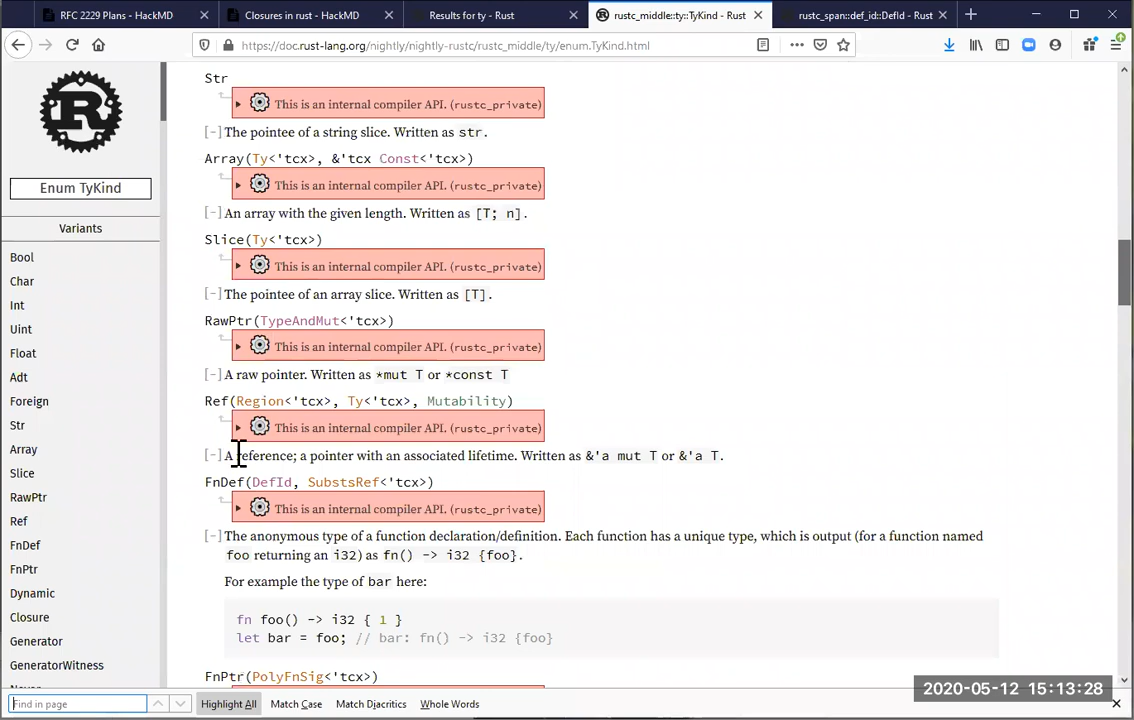 RFC 2229 Plans - HackMD
Closures in rust - HackMD
Results for ty - Rust
rustc_middle::ty::TyKind - Rust
rustc_span::def_id::DefId - Rust
https://doc.rust-lang.org/nightly/nightly-rustc/rustc_middle/ty/enum.TyKind.html
R
Enum TyKind
Variants
Bool
Char
Int
Uint
Float
Adt
Foreign
Str
Array
Slice
RawPtr
Ref
FnDef
FnPtr
Dynamic
Closure
Generator
GeneratorWitness
Never
Str
This is an internal compiler API. (rustc_private)
[-] The pointee of a string slice. Written as str.
Array(Ty<'tcx>, &'tcx Const<'tcx>)
This is an internal compiler API. (rustc_private)
[-] An array with the given length. Written as [T; n].
Slice(Ty<'tcx>)
This is an internal compiler API. (rustc_private)
[-] The pointee of an array slice. Written as [T].
RawPtr(TypeAndMut<'tcx>)
This is an internal compiler API. (rustc_private)
[-] A raw pointer. Written as *mut T or *const T
Ref(Region<'tcx>, Ty<'tcx>, Mutability)
This is an internal compiler API. (rustc_private)
[-] A reference; a pointer with an associated lifetime. Written as &'a mut T or &'a T.
FnDef(DefId, SubstsRef<'tcx>)
This is an internal compiler API. (rustc_private)
[-] The anonymous type of a function declaration/definition. Each function has a unique type, which is output (for a function named
foo returning an i32) as fn() -> i32 {foo}.
For example the type of bar here:
fn foo() -> i32 { 1 }
let bar = foo; // bar: fn() -> i32 {foo}
FnPtr(PolyFnSig<'tcx>)
Find in page
Highlight All
Match Case
Match Diacritics
Whole Words
2020-05-12 15:13:28